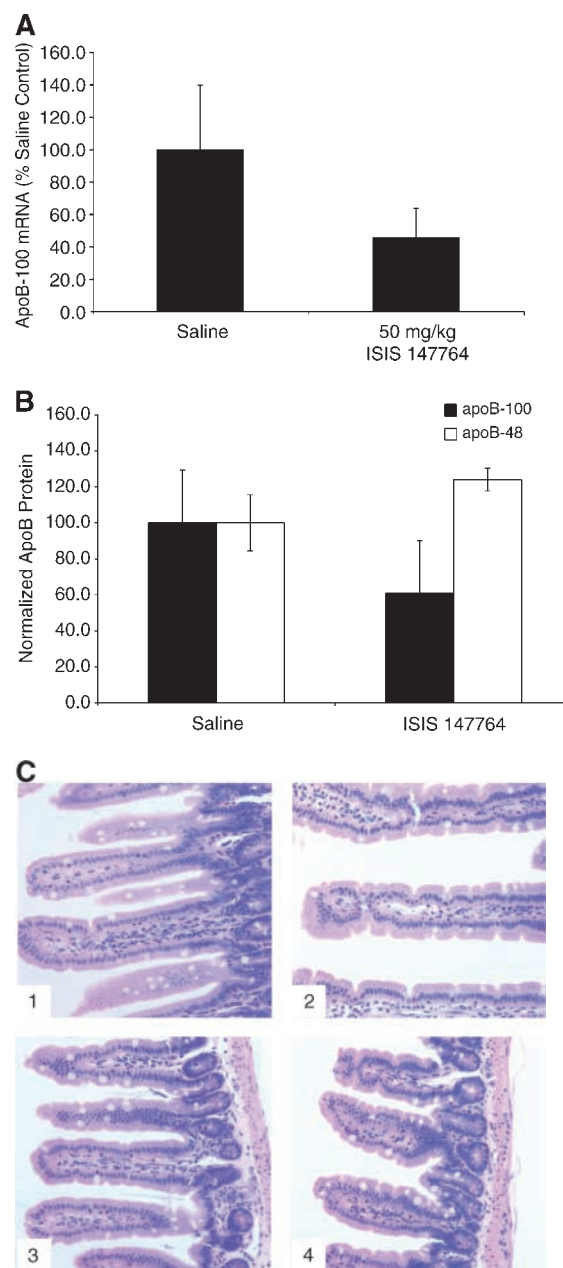 A
ApoB-100 mRNA (% Saline Control)
160.0
140.0
120.0
100.0
80.0
60.0
40.0
20.0
0.0
Saline
50 mg/kg
ISIS 147764
B
Normalized ApoB Protein
160.0
140.0
120.0
100.0
80.0
60.0
40.0
20.0
0.0
apoB-100
apoB-48
Saline
ISIS 147764
C
1
2
3
4